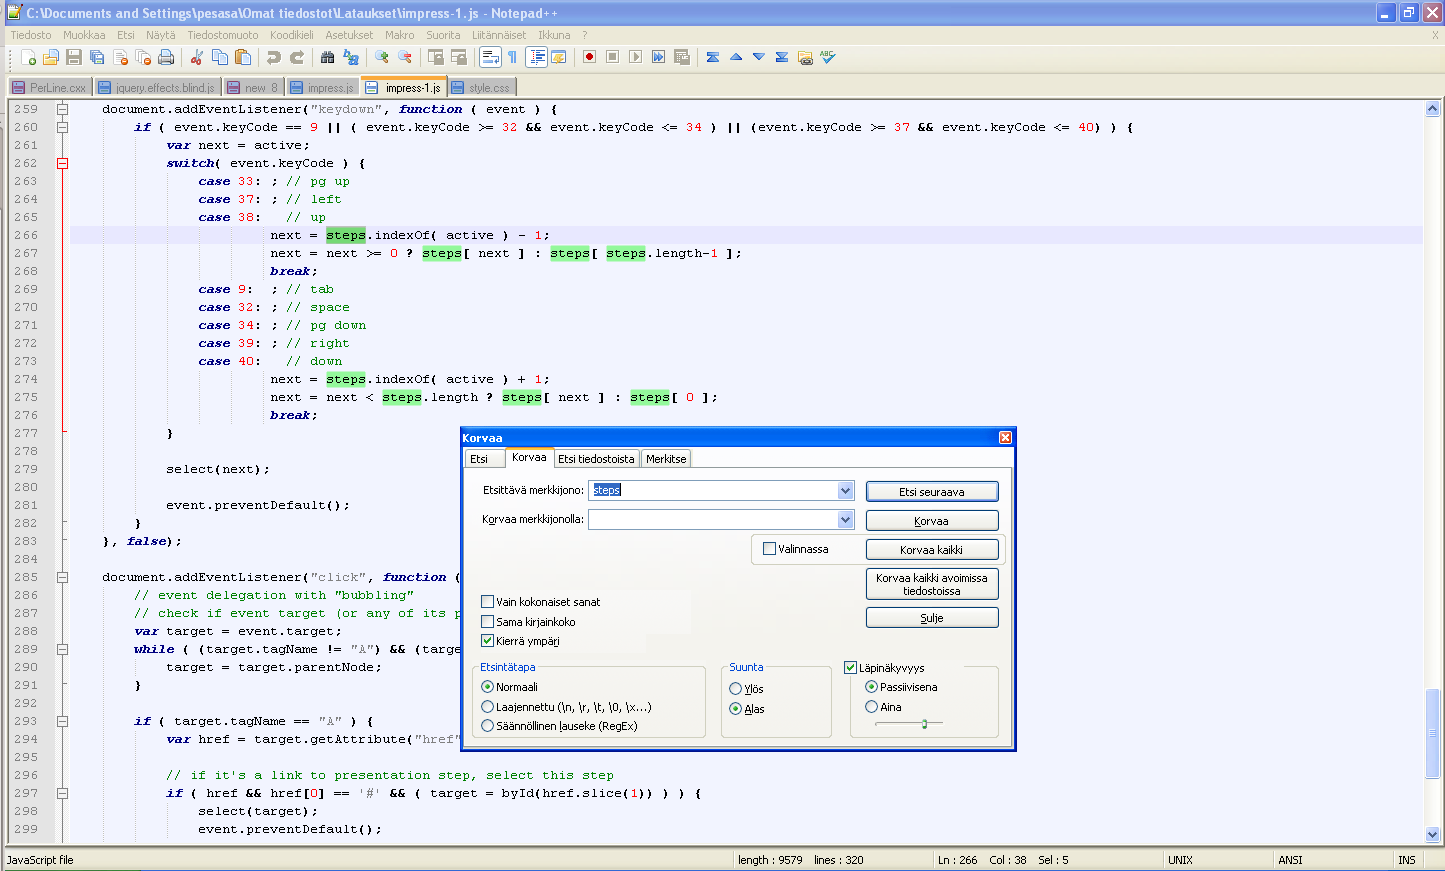 C:\Documents and Settings\pesasa\Omat tiedostot\Lataukset\impress-1.js - Notepad++
Tiedosto Muokkaa Etsi Näytä Tiedostomuoto Koodikieli Asetukset Makro Suorita Liitännäiset Ikkuna ? X
PerLine.cxx jquery.effects.blind.js new 8 impress.js impress-1.js style.css
259 document.addEventListener("keydown", function ( event ) {
260 if ( event.keyCode == 9 || ( event.keyCode >= 32 && event.keyCode <= 34 ) || (event.keyCode >= 37 && event.keyCode <= 40) ) {
261 var next = active;
262 switch( event.keyCode ) {
263 case 33: ; // pg up
264 case 37: ; // left
265 case 38: // up
266 next = steps.indexOf( active ) - 1;
267 next = next >= 0 ? steps[ next ] : steps[ steps.length-1 ];
268 break;
269 case 9: ; // tab
270 case 32: ; // space
271 case 34: ; // pg down
272 case 39: ; // right
273 case 40: // down
274 next = steps.indexOf( active ) + 1;
275 next = next < steps.length ? steps[ next ] : steps[ 0 ];
276 break;
277 }
278
279 select(next);
280
281 event.preventDefault();
282 }
283 }, false);
284
285 document.addEventListener("click", function (
286 // event delegation with "bubbling"
287 // check if event target (or any of its p
288 var target = event.target;
289 while ( (target.tagName != "A") && (targe
290 target = target.parentNode;
291 }
292
293 if ( target.tagName == "A" ) {
294 var href = target.getAttribute("href"
295
296 // if it's a link to presentation step, select this step
297 if ( href && href[0] == '#' && ( target = byId(href.slice(1)) ) ) {
298 select(target);
299 event.preventDefault();
Korvaa
Etsi Korvaa Etsi tiedostoista Merkitse
Etsittävä merkkijono: steps Etsi seuraava
Korvaa merkkijonolla: Korvaa
Valinnassa Korvaa kaikki
Korvaa kaikki avoimissa
tiedostoissa
Vain kokonaiset sanat
Sama kirjainkoko Sulje
Kierrä ympäri
Etsintätapa Suunta Läpinäkyvyys
Normaali Ylös Passiivisena
Laajennettu (\n, \r, \t, \0, \x...) Alas Aina
Säännöllinen lauseke (RegEx)
JavaScript file length : 9579 lines : 320 Ln : 266 Col : 38 Sel : 5 UNIX ANSI INS